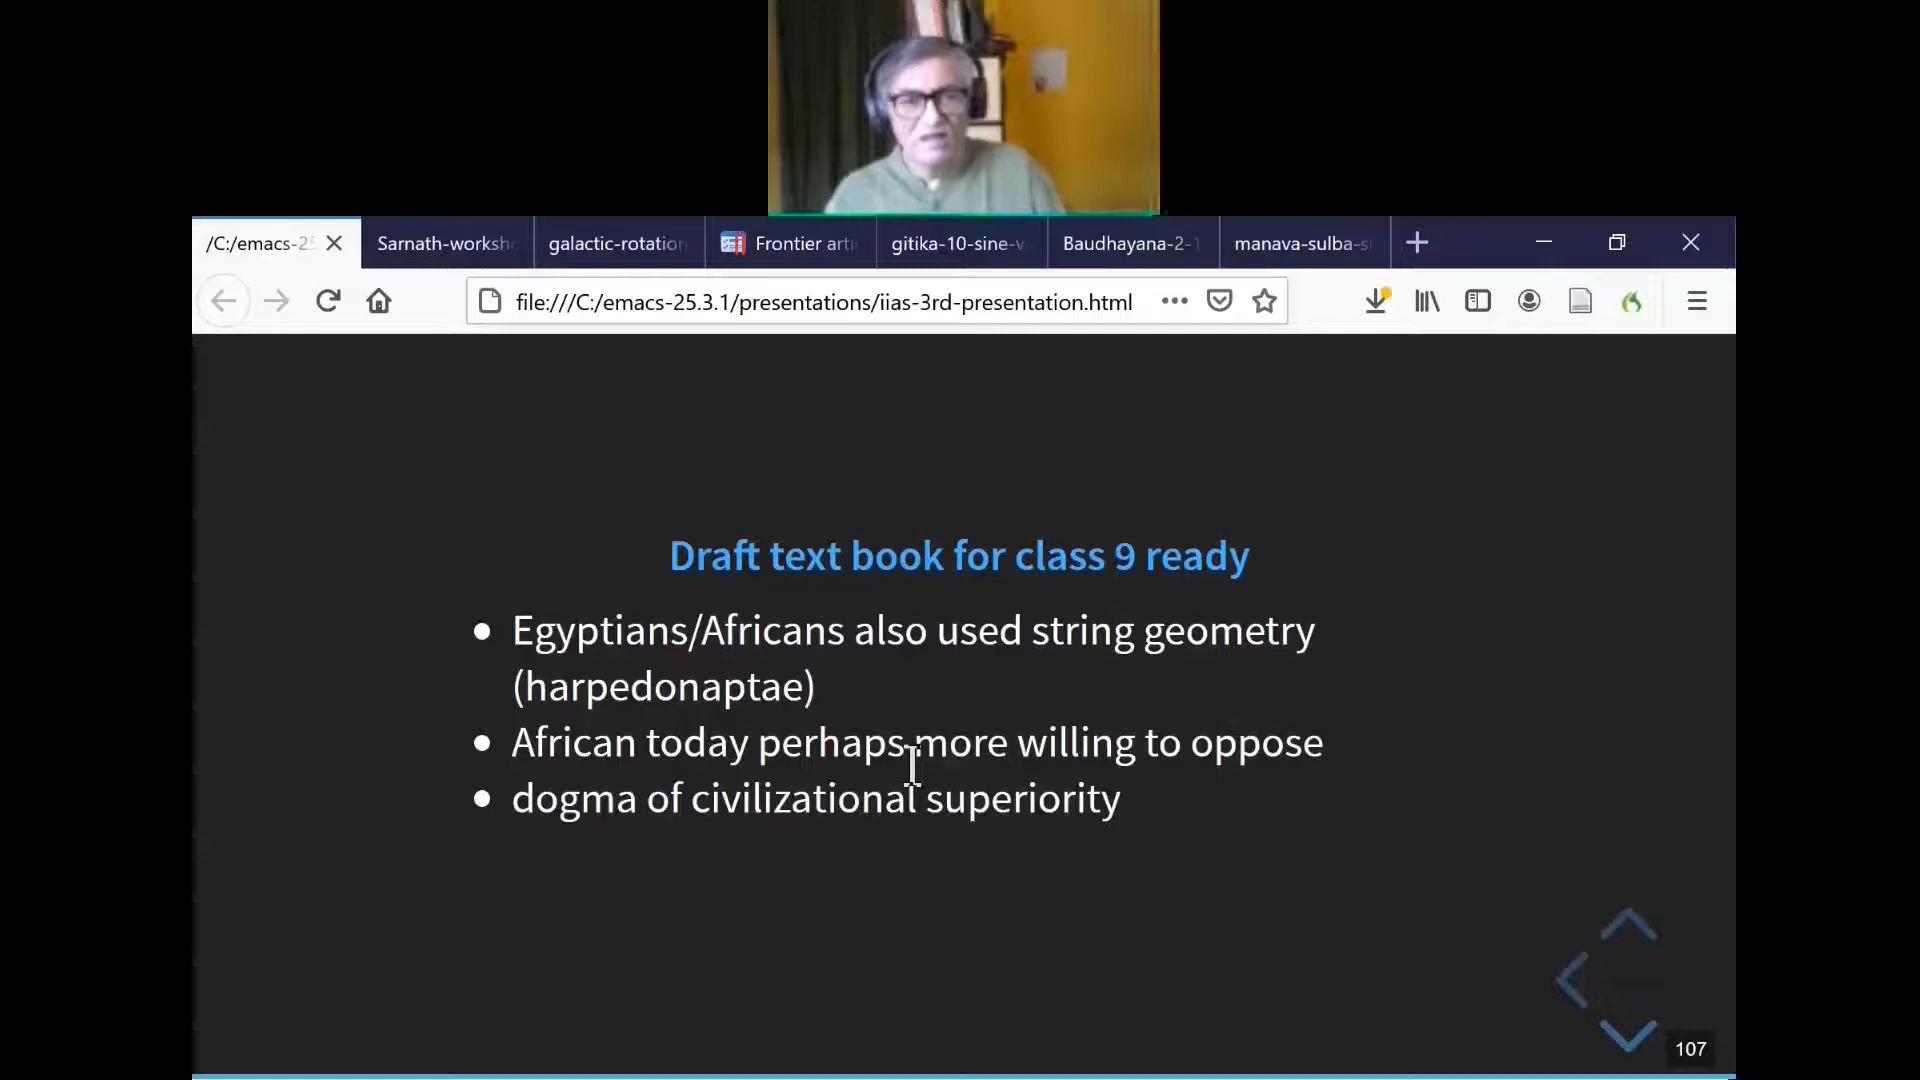 /C:/emacs-2
Sarnath-worksh
galactic-rotation
Frontier arti
gitika-10-sine-v
Baudhayana-2-1
manava-sulba-s
file:///C:/emacs-25.3.1/presentations/iias-3rd-presentation.html
Draft text book for class 9 ready
Egyptians/Africans also used string geometry
(harpedonaptae)
African today perhaps more willing to oppose
dogma of civilizational superiority
107